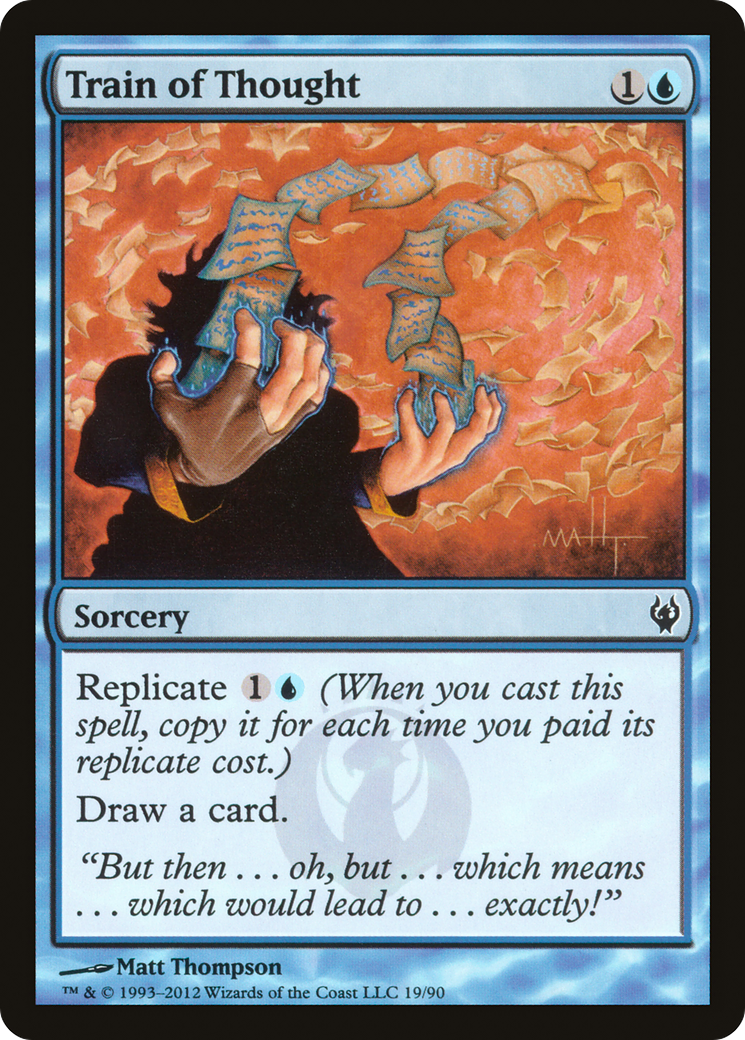 Train of Thought 1
MATT.
Sorcery
Replicate 1 (When you cast this
spell, copy it for each time you paid its
replicate cost.)
Draw a card.
“But then . . . oh, but . . . which means
. . . which would lead to . . . exactly!”
Matt Thompson
™ & © 1993–2012 Wizards of the Coast LLC 19/90